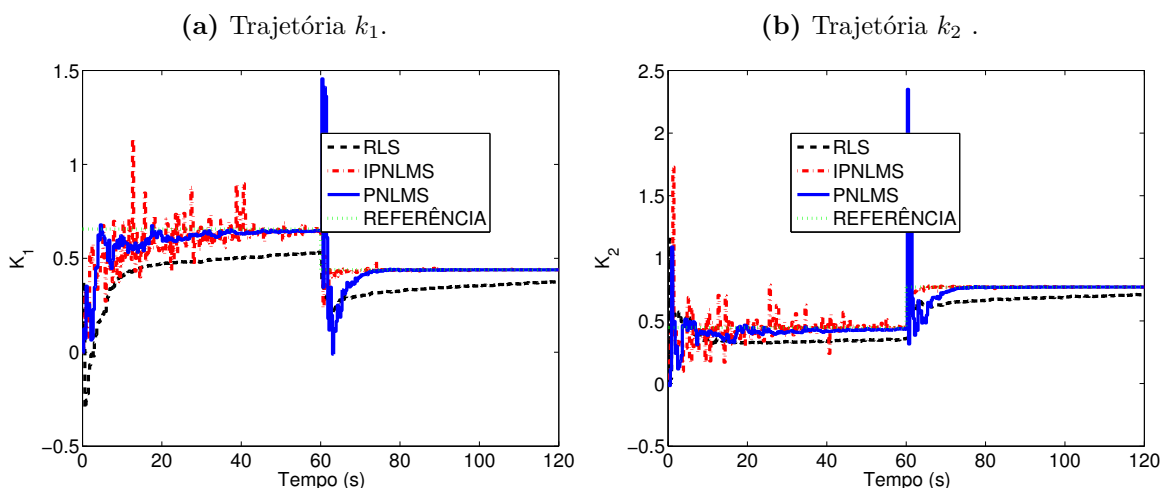 (a) Trajetória k₁.
(b) Trajetória k₂ .
1.5
1
0.5
0
−0.5
K₁
0 20 40 60 80 100 120
Tempo (s)
RLS
IPNLMS
PNLMS
REFERÊNCIA
2.5
2
1.5
1
0.5
0
−0.5
K₂
0 20 40 60 80 100 120
Tempo (s)
RLS
IPNLMS
PNLMS
REFERÊNCIA